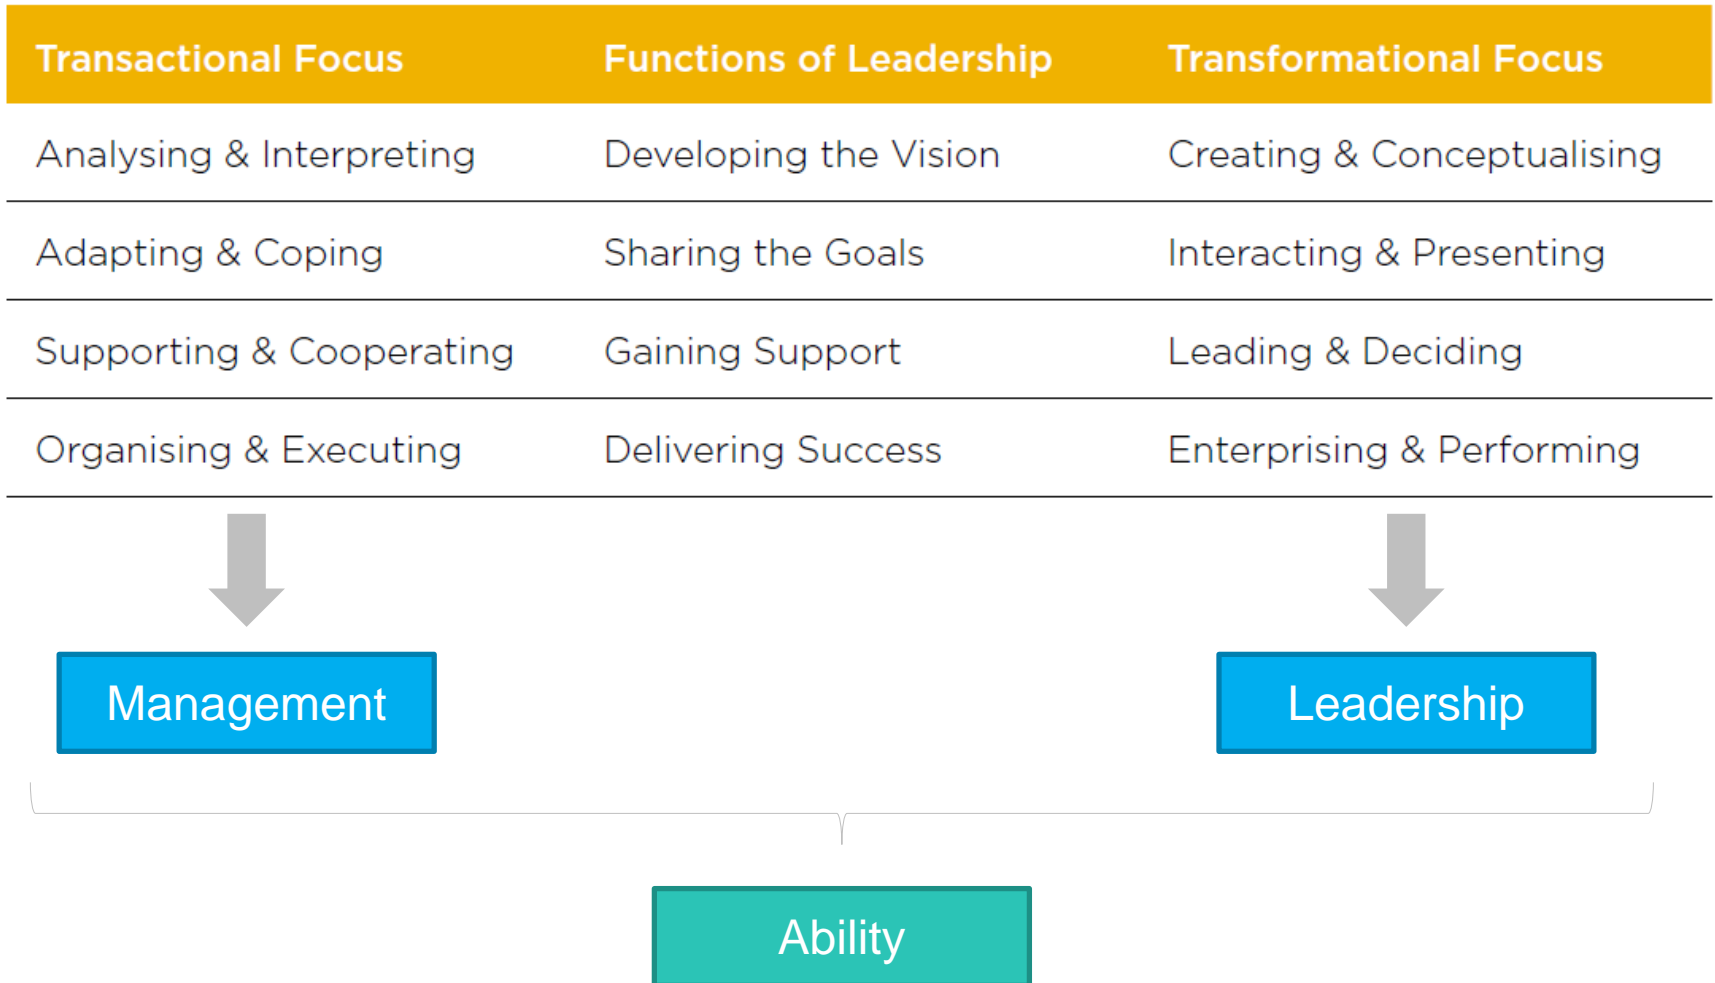 Transactional Focus Functions of Leadership Transformational Focus
Analysing & Interpreting Developing the Vision Creating & Conceptualising
Adapting & Coping Sharing the Goals Interacting & Presenting
Supporting & Cooperating Gaining Support Leading & Deciding
Organising & Executing Delivering Success Enterprising & Performing
Management Leadership
Ability